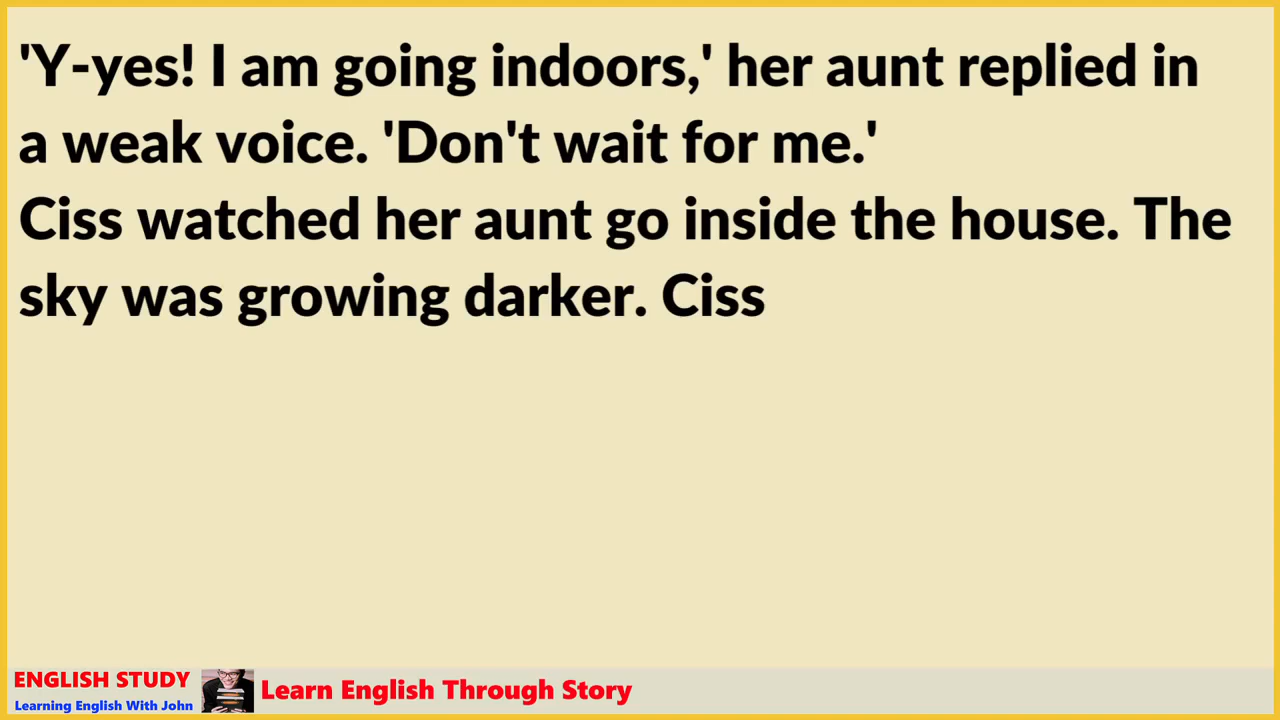 'Y-yes! I am going indoors,' her aunt replied in
a weak voice. 'Don't wait for me.'
Ciss watched her aunt go inside the house. The
sky was growing darker. Ciss
ENGLISH STUDY
Learning English With John
Learn English Through Story